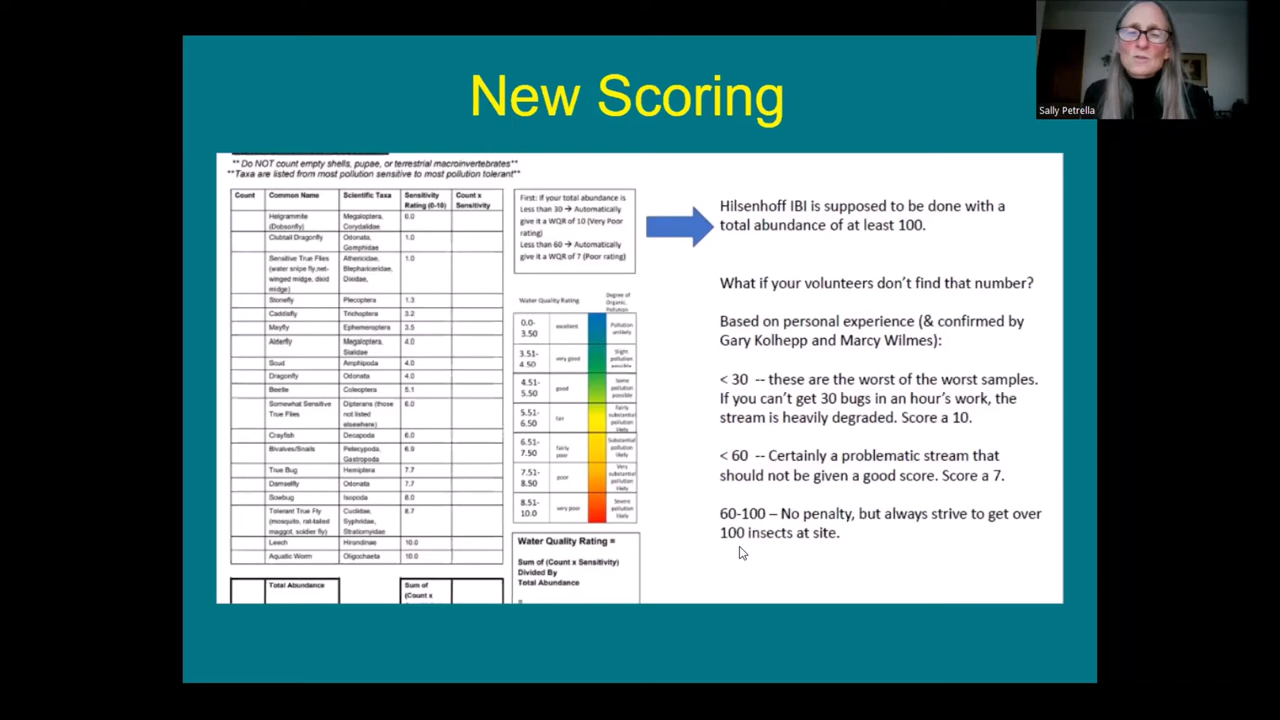 New Scoring
Sally Petrella
** Do NOT count empty shells, pupae, or terrestrial macroinvertebrates**
**Taxa are listed from most pollution sensitive to most pollution tolerant*
Count Common Name Scientific Taxa Sensitivity Rating (0-10) Count x Sensitivity
Helgrammite (Dobsonfly) Megaloptera, Corydalidae 0.0
Clubtail Dragonfly Odonata, Gomphidae 1.0
Sensitive True Flies (water snipe fly, net-winged midge, dixid midge) Athericidae, Blephariceridae, Dixidae, 1.0
Stonefly Plecoptera 1.3
Caddisfly Trichoptera 3.2
Mayfly Ephemeroptera 3.5
Alderfly Megaloptera, Sialidae 4.0
Scud Amphipoda 4.0
Dragonfly Odonata 4.0
Beetle Coleoptera 5.1
Somewhat Sensitive True Flies Dipterans (those not listed elsewhere) 6.0
Crayfish Decapoda 6.0
Bivalves/Snails Pelecypoda, Gastropoda 6.9
True Bug Hemiptera 7.7
Damselfly Odonata 7.7
Sowbug Isopoda 8.0
Tolerant True Fly (mosquito, rat-tailed maggot, soldier fly) Culicidae, Syrphidae, Stratiomyidae 8.7
Leech Hirundinae 10.0
Aquatic Worm Oligochaeta 10.0
Total Abundance Sum of (Count x
First: If your total abundance is
Less than 30 → Automatically
give it a WQR of 10 (Very Poor
rating)
Less than 60 → Automatically
give it a WQR of 7 (Poor rating)
Water Quality Rating Degree of Organic Pollution
0.0-3.50 excellent Pollution unlikely
3.51-4.50 very good Slight pollution possible
4.51-5.50 good Some pollution possible
5.51-6.50 fair Fairly substantial pollution likely
6.51-7.50 fairly poor Substantial pollution likely
7.51-8.50 poor Very substantial pollution likely
8.51-10.0 very poor Severe pollution likely
Water Quality Rating =
Sum of (Count x Sensitivity)
Divided By
Total Abundance
=
Hilsenhoff IBI is supposed to be done with a
total abundance of at least 100.
What if your volunteers don't find that number?
Based on personal experience (& confirmed by
Gary Kolhepp and Marcy Wilmes):
< 30 -- these are the worst of the worst samples.
If you can't get 30 bugs in an hour's work, the
stream is heavily degraded. Score a 10.
< 60 -- Certainly a problematic stream that
should not be given a good score. Score a 7.
60-100 – No penalty, but always strive to get over
100 insects at site.